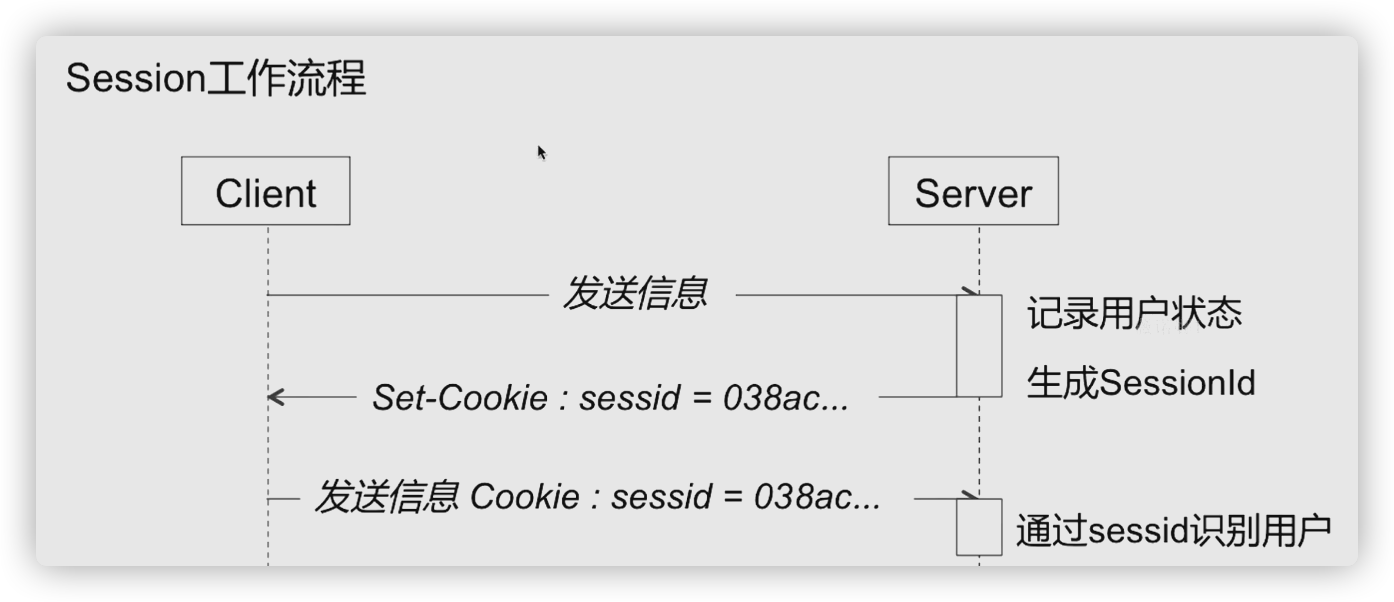 Session工作流程
Client
Server
发送信息
记录用户状态
生成SessionId
Set-Cookie : sessid = 038ac...
发送信息 Cookie : sessid = 038ac...
通过sessid识别用户